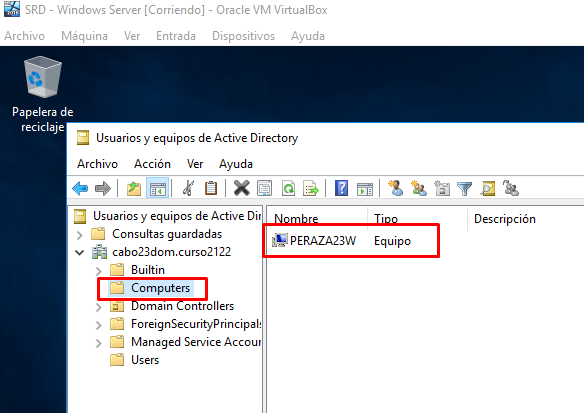 SRD - Windows Server [Corriendo] - Oracle VM VirtualBox
Archivo Máquina Ver Entrada Dispositivos Ayuda
Papelera de
reciclaje
Usuarios y equipos de Active Directory
Archivo Acción Ver Ayuda
Usuarios y equipos de Active Dir
Nombre Tipo Descripción
Consultas guardadas
PERAZA23W Equipo
cabo23dom.curso2122
Builtin
Computers
Domain Controllers
ForeignSecurityPrincipals
Managed Service Accour
Users